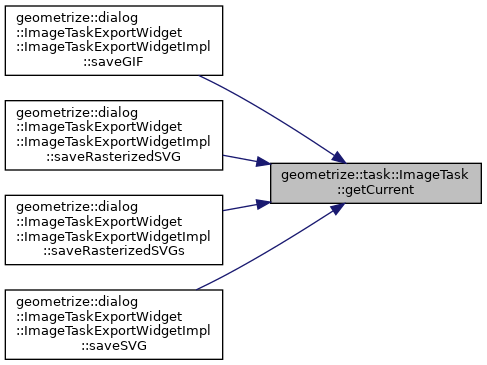 geometrize::dialog
::ImageTaskExportWidget
::ImageTaskExportWidgetImpl
::saveGIF
geometrize::dialog
::ImageTaskExportWidget
::ImageTaskExportWidgetImpl
::saveRasterizedSVG
geometrize::task::ImageTask
::getCurrent
geometrize::dialog
::ImageTaskExportWidget
::ImageTaskExportWidgetImpl
::saveRasterizedSVGs
geometrize::dialog
::ImageTaskExportWidget
::ImageTaskExportWidgetImpl
::saveSVG